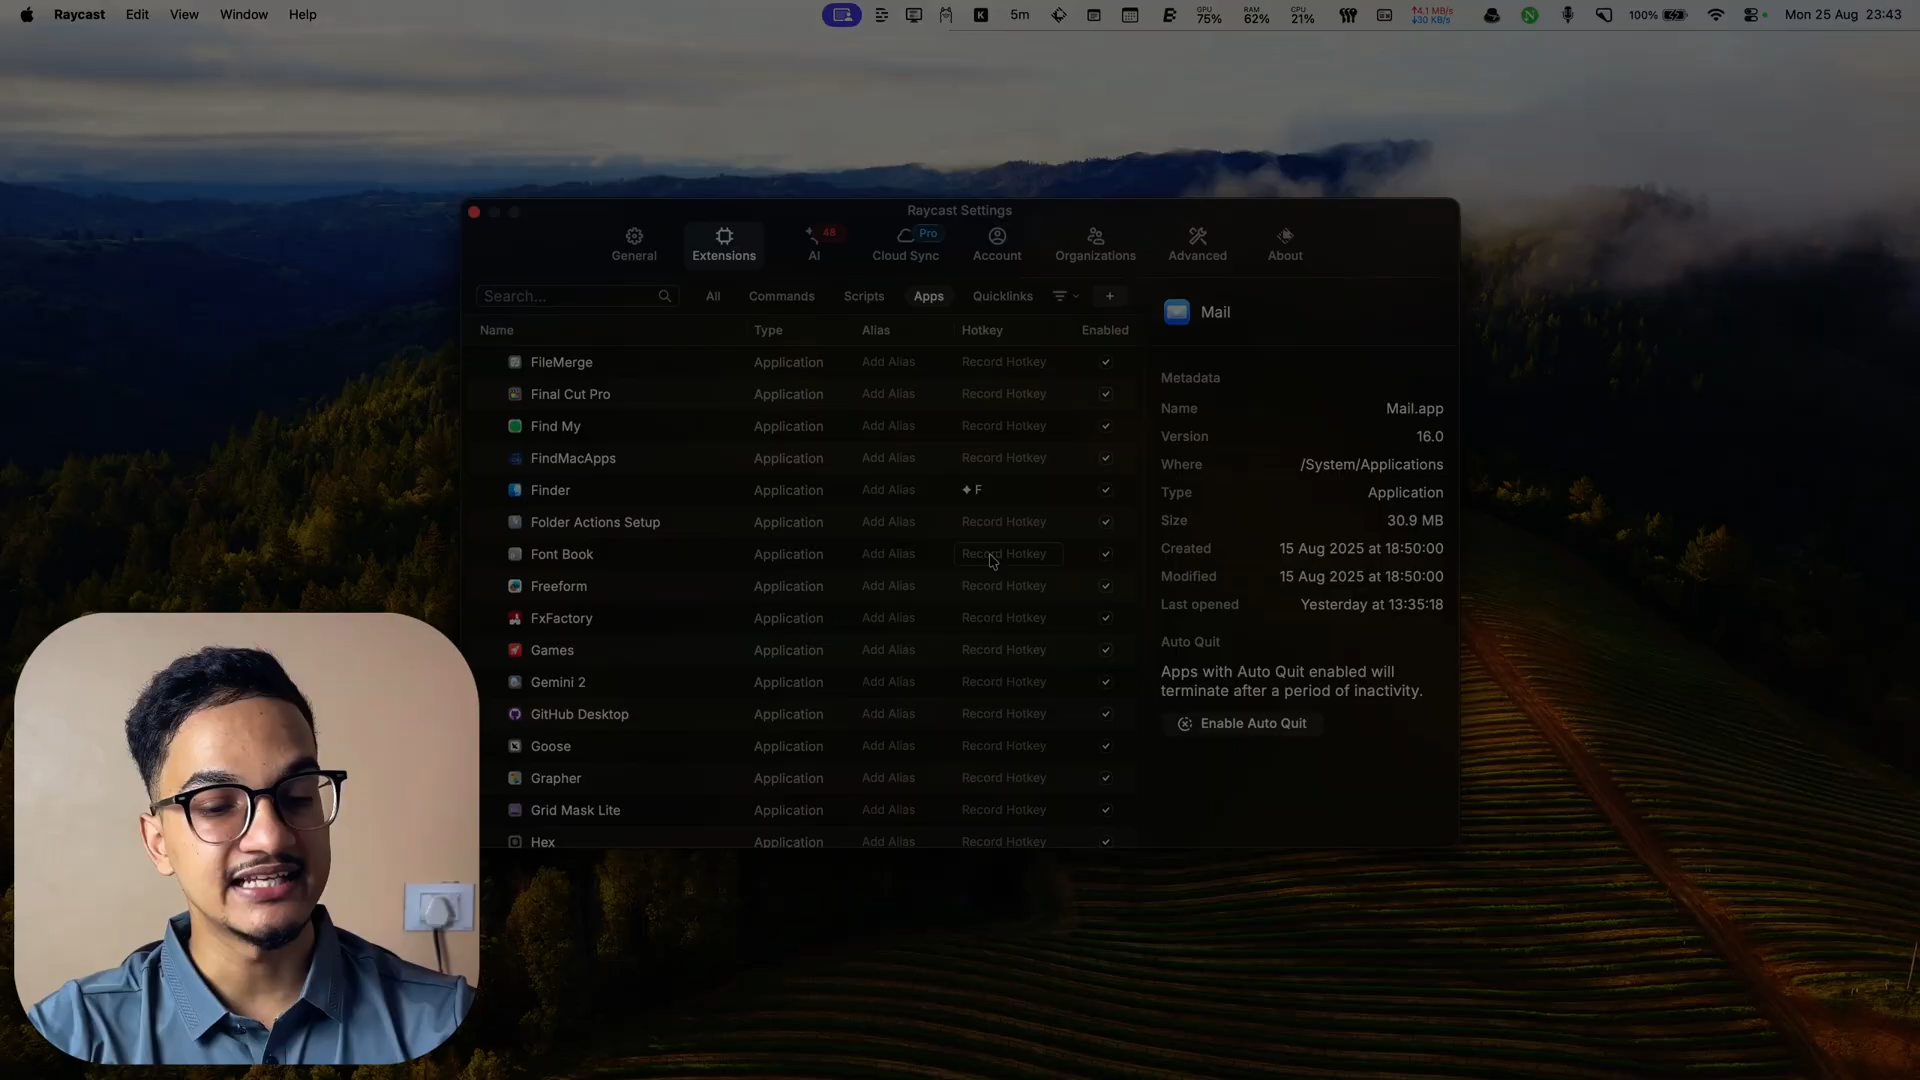 Raycast Edit View Window Help
K 5m GPU 75% RAM 62% CPU 21% ↑4.1 MB/s ↓30 KB/s N 100% Mon 25 Aug 23:43
Raycast Settings
48 Pro
General Extensions AI Cloud Sync Account Organizations Advanced About
Search... All Commands Scripts Apps Quicklinks +
Name Type Alias Hotkey Enabled
FileMerge Application Add Alias Record Hotkey
Final Cut Pro Application Add Alias Record Hotkey
Find My Application Add Alias Record Hotkey
FindMacApps Application Add Alias Record Hotkey
Finder Application Add Alias ✦ F
Folder Actions Setup Application Add Alias Record Hotkey
Font Book Application Add Alias Record Hotkey
Freeform Application Add Alias Record Hotkey
FxFactory Application Add Alias Record Hotkey
Games Application Add Alias Record Hotkey
Gemini 2 Application Add Alias Record Hotkey
GitHub Desktop Application Add Alias Record Hotkey
Goose Application Add Alias Record Hotkey
Grapher Application Add Alias Record Hotkey
Grid Mask Lite Application Add Alias Record Hotkey
Hex Application Add Alias Record Hotkey
Mail
Metadata
Name Mail.app
Version 16.0
Where /System/Applications
Type Application
Size 30.9 MB
Created 15 Aug 2025 at 18:50:00
Modified 15 Aug 2025 at 18:50:00
Last opened Yesterday at 13:35:18
Auto Quit
Apps with Auto Quit enabled will
terminate after a period of inactivity.
Enable Auto Quit